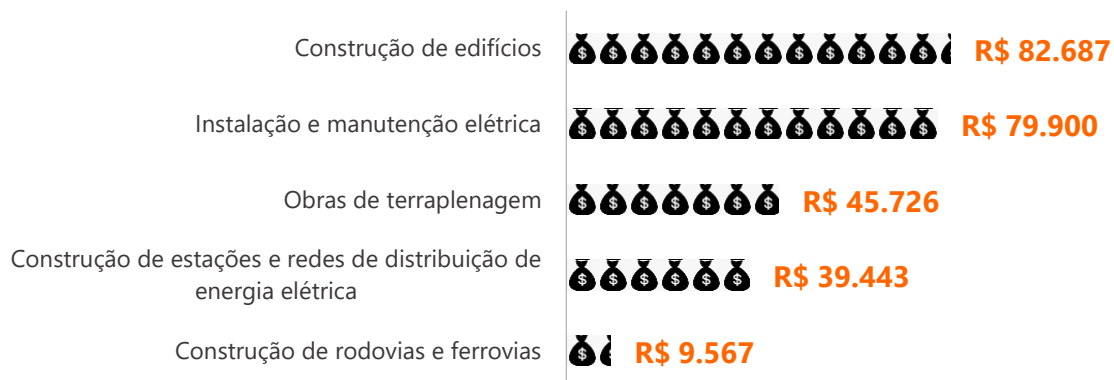 Construção de edifícios R$ 82.687
Instalação e manutenção elétrica R$ 79.900
Obras de terraplenagem R$ 45.726
Construção de estações e redes de distribuição de
energia elétrica R$ 39.443
Construção de rodovias e ferrovias R$ 9.567